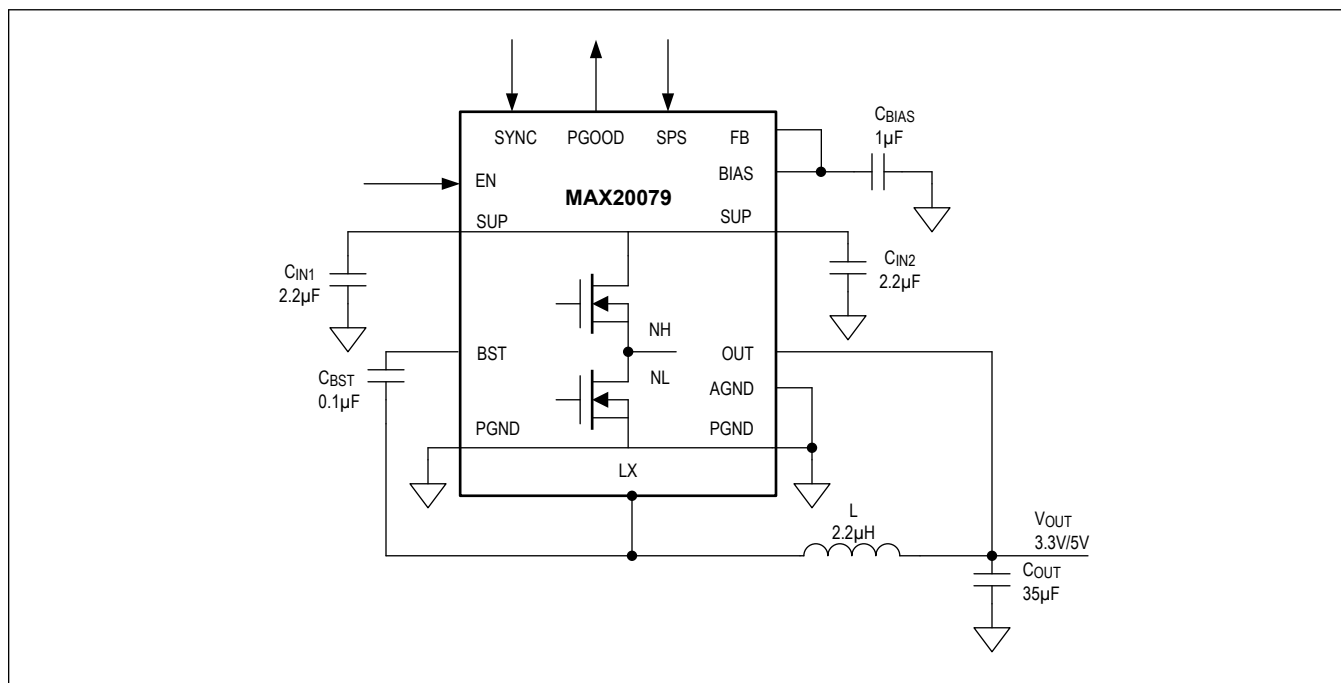 SYNC PGOOD SPS FB
CBIAS
1µF
BIAS
EN
MAX20079
SUP
SUP
CIN1
2.2µF
CIN2
2.2µF
NH
BST
OUT
NL
CBST
0.1µF
AGND
PGND
PGND
LX
L
2.2µH
VOUT
3.3V/5V
COUT
35µF